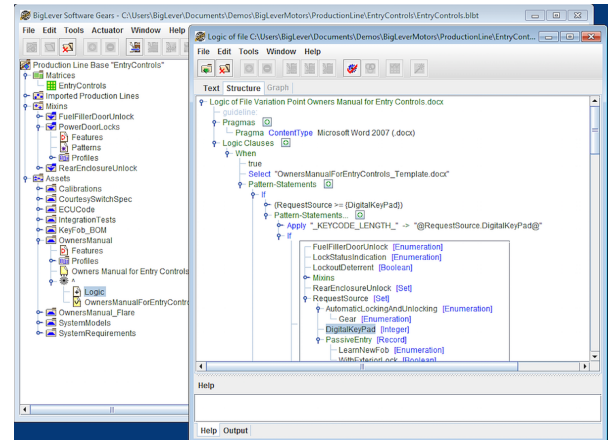 BigLever Software Gears - C:\Users\BigLever\Documents\Demos\BigLeverMotors\ProductionLine\EntryControls\EntryControls.blbt
File Edit Tools Actuator Window Help
Production Line Base "EntryControls"
Matrices
EntryControls
Imported Production Lines
Mixins
FuelFillerDoorUnlock
PowerDoorLocks
Features
Patterns
Profiles
RearEnclosureUnlock
Assets
Calibrations
CourtesySwitchSpec
ECUCode
IntegrationTests
KeyFob_BOM
OwnersManual
Features
Profiles
Owners Manual for Entry Controls
^
Logic
OwnersManualForEntryContr
OwnersManual_Flare
SystemModels
SystemRequirements
Logic of file C:\Users\BigLever\Documents\Demos\BigLeverMotors\ProductionLine\EntryCont...
File Edit Tools Window Help
Text Structure Graph
Logic of File Variation Point Owners Manual for Entry Controls.docx
guideline:
Pragmas
Pragma ContentType Microsoft Word 2007 (.docx)
Logic Clauses
When
true
Select "OwnersManualForEntryControls_Template.docx"
Pattern-Statements
If
(RequestSource >= {DigitalKeyPad})
Pattern-Statements...
Apply "_KEYCODE_LENGTH_" -> "@RequestSource.DigitalKeyPad@"
If
FuelFillerDoorUnlock [Enumeration]
LockStatusIndication [Enumeration]
LockoutDeterrent [Boolean]
Mixins
RearEnclosureUnlock [Set]
RequestSource [Set]
AutomaticLockingAndUnlocking [Enumeration]
Gear [Enumeration]
DigitalKeyPad [Integer]
PassiveEntry [Record]
LearnNewFob [Enumeration]
WithExteriorLock [Boolean]
Help
Help Output